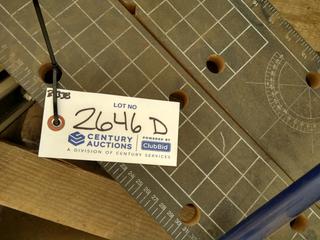 LOT NO
2646 D
CENTURY
AUCTIONS
POWERED BY
ClubBid
A DIVISION OF CENTURY SERVICES